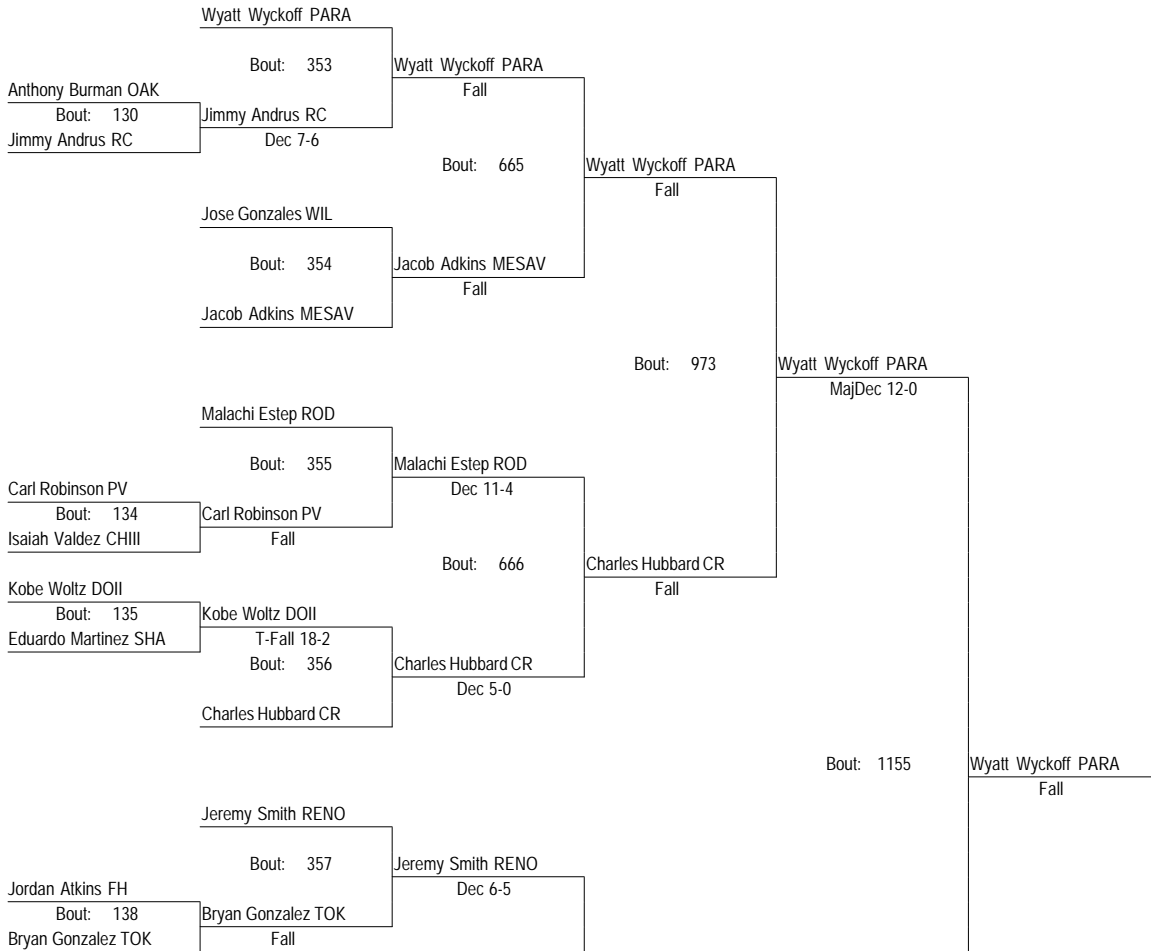 Wyatt Wyckoff PARA
Bout: 353
Wyatt Wyckoff PARA
Fall
Anthony Burman OAK
Bout: 130
Jimmy Andrus RC
Jimmy Andrus RC
Dec 7-6
Bout: 665
Wyatt Wyckoff PARA
Fall
Jose Gonzales WIL
Bout: 354
Jacob Adkins MESAV
Fall
Jacob Adkins MESAV
Bout: 973
Wyatt Wyckoff PARA
MajDec 12-0
Malachi Estep ROD
Bout: 355
Malachi Estep ROD
Dec 11-4
Carl Robinson PV
Bout: 134
Carl Robinson PV
Isaiah Valdez CHIII
Fall
Bout: 666
Charles Hubbard CR
Fall
Kobe Woltz DOII
Bout: 135
Kobe Woltz DOII
Eduardo Martinez SHA
T-Fall 18-2
Bout: 356
Charles Hubbard CR
Dec 5-0
Charles Hubbard CR
Bout: 1155
Wyatt Wyckoff PARA
Fall
Jeremy Smith RENO
Bout: 357
Jeremy Smith RENO
Dec 6-5
Jordan Atkins FH
Bout: 138
Bryan Gonzalez TOK
Bryan Gonzalez TOK
Fall